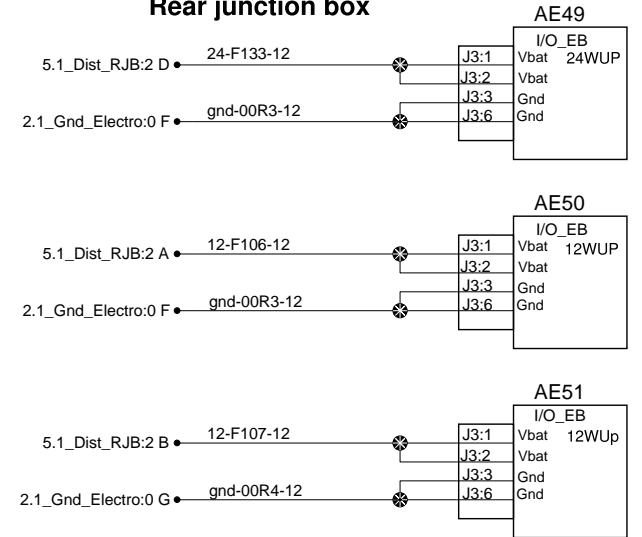 Rear junction box
AE49
I/O_EB
24-F133-12
J3:1 Vbat 24WUP
5.1_Dist_RJB:2 D
J3:2 Vbat
J3:3 Gnd
gnd-00R3-12
J3:6 Gnd
2.1_Gnd_Electro:0 F
AE50
I/O_EB
12-F106-12
J3:1 Vbat 12WUP
5.1_Dist_RJB:2 A
J3:2 Vbat
J3:3 Gnd
gnd-00R3-12
J3:6 Gnd
2.1_Gnd_Electro:0 F
AE51
I/O_EB
12-F107-12
J3:1 Vbat 12WUp
5.1_Dist_RJB:2 B
J3:2 Vbat
J3:3 Gnd
gnd-00R4-12
J3:6 Gnd
2.1_Gnd_Electro:0 G